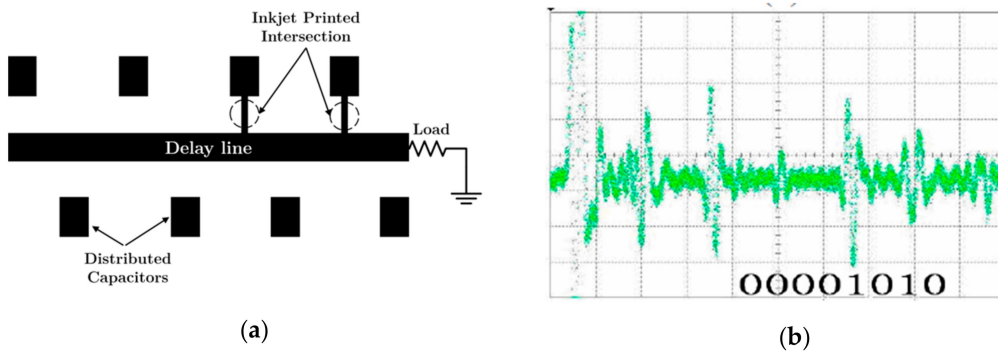 Inkjet Printed
Intersection
Load
Delay line
Distributed
Capacitors
(a)
00001010
(b)